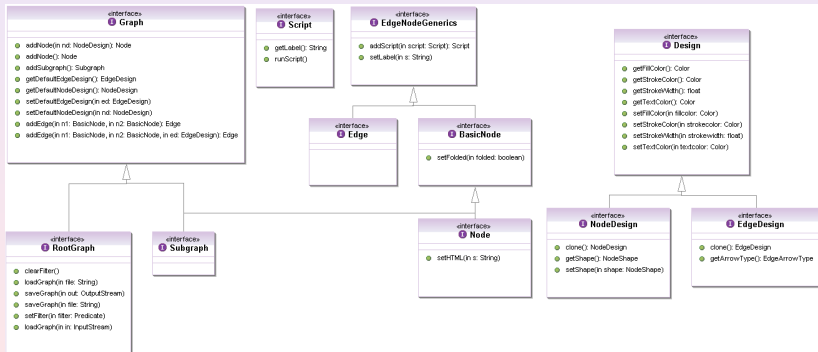 «interface»
Graph
addNode(in nd: NodeDesign): Node
addNode(): Node
addSubgraph(): Subgraph
getDefaultEdgeDesign(): EdgeDesign
getDefaultNodeDesign(): NodeDesign
setDefaultEdgeDesign(in ed: EdgeDesign)
setDefaultNodeDesign(in nd: NodeDesign)
addEdge(in n1: BasicNode, in n2: BasicNode): Edge
addEdge(in n1: BasicNode, in n2: BasicNode, in ed: EdgeDesign): Edge
«interface»
Script
getLabel(): String
runScript()
«interface»
EdgeNodeGenerics
addScript(in script: Script): Script
setLabel(in s: String)
«interface»
Design
getFillColor(): Color
getStrokeColor(): Color
getStrokeWidth(): float
getTextColor(): Color
setFillColor(in fillcolor: Color)
setStrokeColor(in strokecolor: Color)
setStrokeWidth(in strokewidth: float)
setTextColor(in textcolor: Color)
«interface»
Edge
«interface»
BasicNode
setFolded(in folded: boolean)
«interface»
RootGraph
clearFilter()
loadGraph(in file: String)
saveGraph(in out: OutputStream)
saveGraph(in file: String)
setFilter(in filter: Predicate)
loadGraph(in in: InputStream)
«interface»
Subgraph
«interface»
Node
setHTML(in s: String)
«interface»
NodeDesign
clone(): NodeDesign
getShape(): NodeShape
setShape(in shape: NodeShape)
«interface»
EdgeDesign
clone(): EdgeDesign
getArrowType(): EdgeArrowType